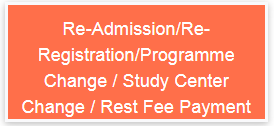 Re-Admission/Re-
Registration/Programme
Change / Study Center
Change / Rest Fee Payment